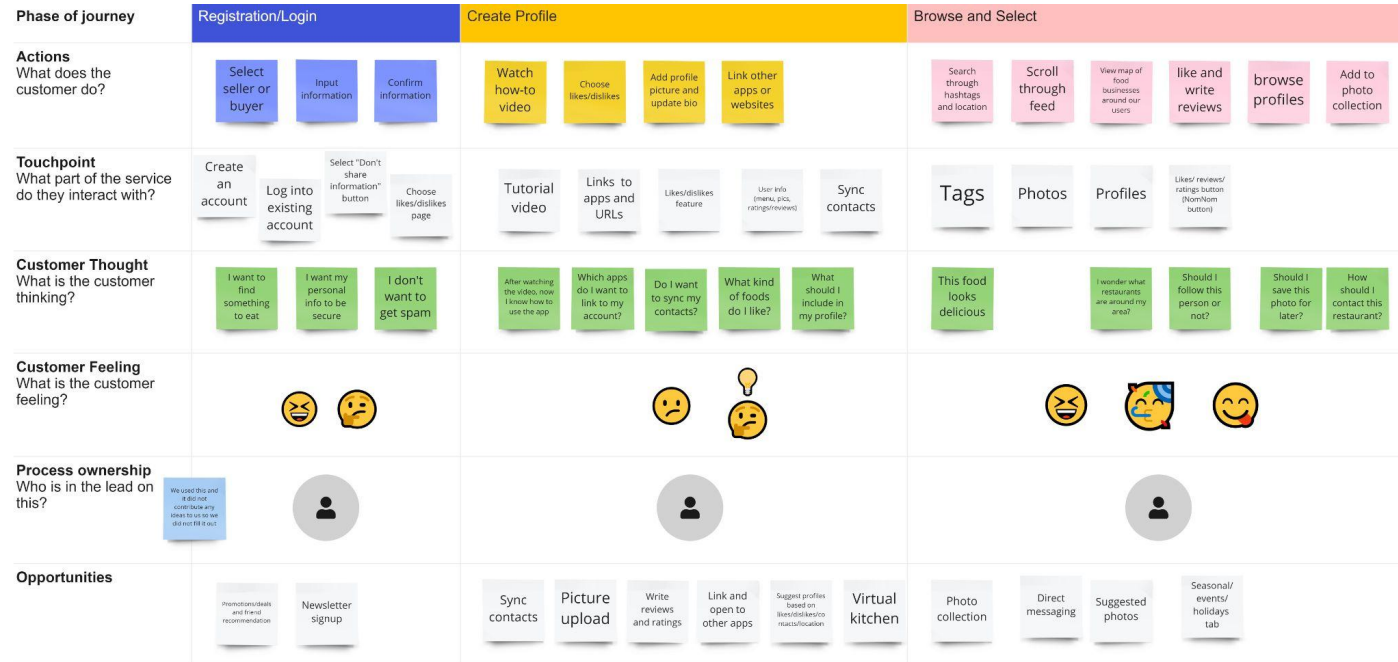 Phase of journey
Registration/Login
Create Profile
Browse and Select
Actions
What does the
customer do?
Select
seller or
buyer
Input
information
Confirm
information
Watch
how-to
video
Choose
likes/dislikes
Add profile
picture and
update bio
Link other
apps or
websites
Search
through
hashtags
and location
Scroll
through
feed
View map of
food
businesses
around our
users
like and
write
reviews
browse
profiles
Add to
photo
collection
Touchpoint
What part of the service
do they interact with?
Create
an
account
Log into
existing
account
Select "Don't
share
information"
button
Choose
likes/dislikes
page
Tutorial
video
Links to
apps and
URLs
Likes/dislikes
feature
User info
(menu, pics,
ratings/reviews)
Sync
contacts
Tags
Photos
Profiles
Likes/ reviews/
ratings button
(NomNom
button)
Customer Thought
What is the customer
thinking?
I want to
find
something
to eat
I want my
personal
info to be
secure
I don't
want to
get spam
After watching
the video, now
I know how to
use the app
Which apps
do I want to
link to my
account?
Do I want
to sync my
contacts?
What kind
of foods
do I like?
What
should I
include in
my profile?
This food
looks
delicious
I wonder what
restaurants
are around my
area?
Should I
follow this
person or
not?
Should I
save this
photo for
later?
How
should I
contact this
restaurant?
Customer Feeling
What is the customer
feeling?
Process ownership
Who is in the lead on
this?
We used this and
it did not
contribute any
ideas to us so we
did not fill it out
Opportunities
Promotions/deals
and friend
recommendation
Newsletter
signup
Sync
contacts
Picture
upload
Write
reviews
and ratings
Link and
open to
other apps
Suggest profiles
based on
likes/dislikes/co
ntacts/location
Virtual
kitchen
Photo
collection
Direct
messaging
Suggested
photos
Seasonal/
events/
holidays
tab